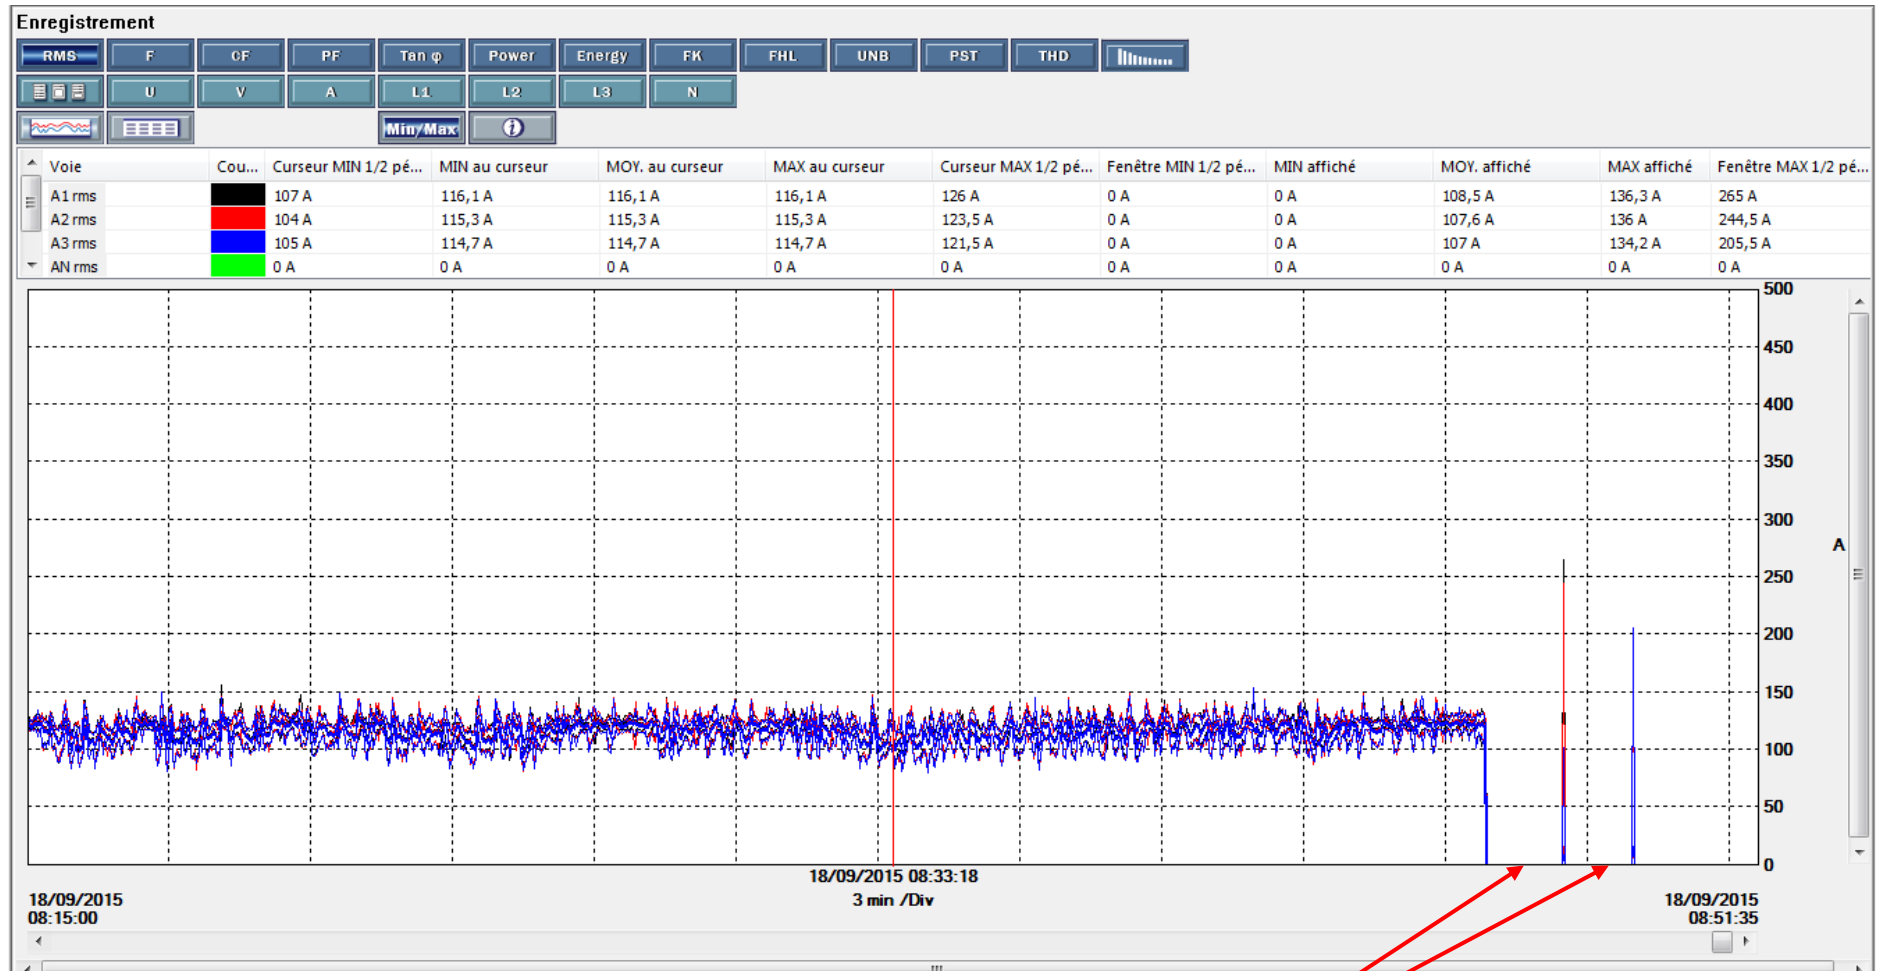 Enregistrement
RMS F CF PF Tan φ Power Energy FK FHL UNB PST THD
U V A L1 L2 L3 N
Min/Max
Voie Cou... Curseur MIN 1/2 pé... MIN au curseur MOY. au curseur MAX au curseur Curseur MAX 1/2 pé... Fenêtre MIN 1/2 pé... MIN affiché MOY. affiché MAX affiché Fenêtre MAX 1/2 pé...
A1 rms 107 A 116,1 A 116,1 A 116,1 A 126 A 0 A 0 A 108,5 A 136,3 A 265 A
A2 rms 104 A 115,3 A 115,3 A 115,3 A 123,5 A 0 A 0 A 107,6 A 136 A 244,5 A
A3 rms 105 A 114,7 A 114,7 A 114,7 A 121,5 A 0 A 0 A 107 A 134,2 A 205,5 A
AN rms 0 A 0 A 0 A 0 A 0 A 0 A 0 A 0 A 0 A 0 A
500
450
400
350
300
A
250
200
150
100
50
0
18/09/2015 08:33:18
18/09/2015 3 min /Div 18/09/2015
08:15:00 08:51:35